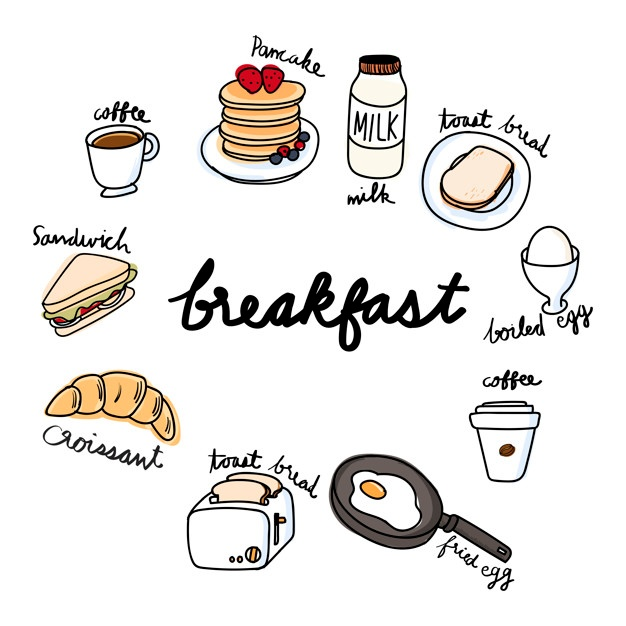 Pancake
coffee
MILK
milk
toast bread
Sandwich
breakfast
boiled egg
coffee
Croissant
toast bread
fried egg